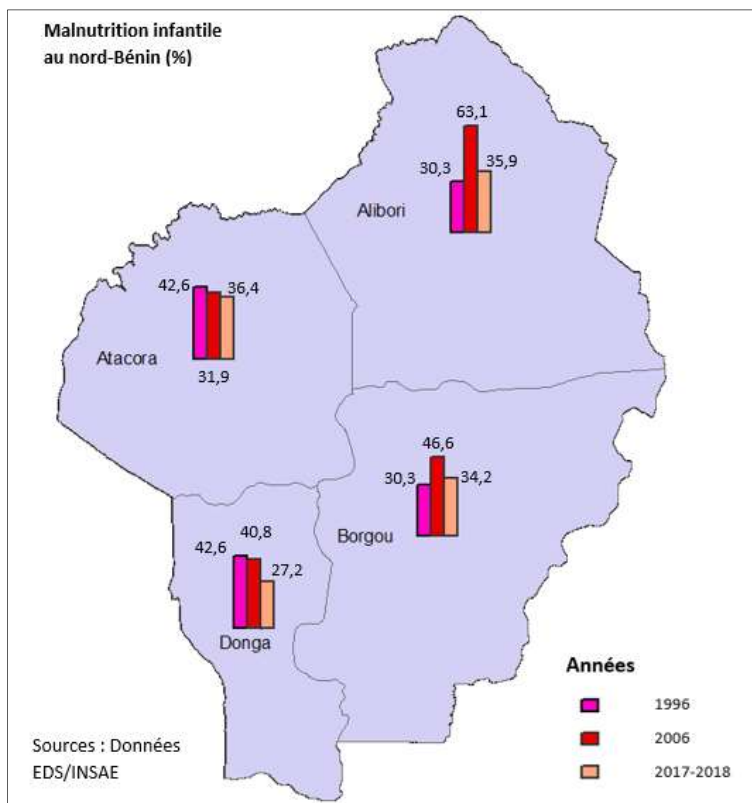 Malnutrition infantile
au nord-Bénin (%)
63,1
30,3
35,9
Alibori
42,6
36,4
Atacora
31,9
46,6
30,3
34,2
Borgou
40,8
42,6
27,2
Donga
Années
1996
2006
2017-2018
Sources : Données
EDS/INSAE